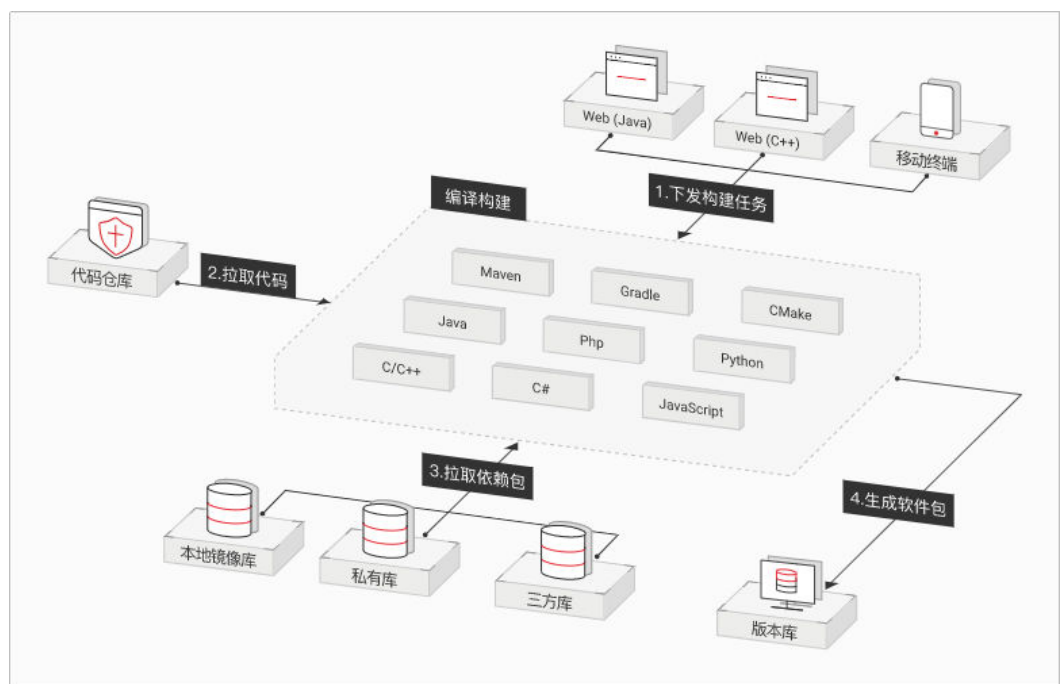 Web (Java)
Web (C++)
移动终端
1.下发构建任务
编译构建
代码仓库
2.拉取代码
Maven
Gradle
CMake
Java
Php
Python
C/C++
C#
JavaScript
3.拉取依赖包
4.生成软件包
本地镜像库
私有库
三方库
版本库